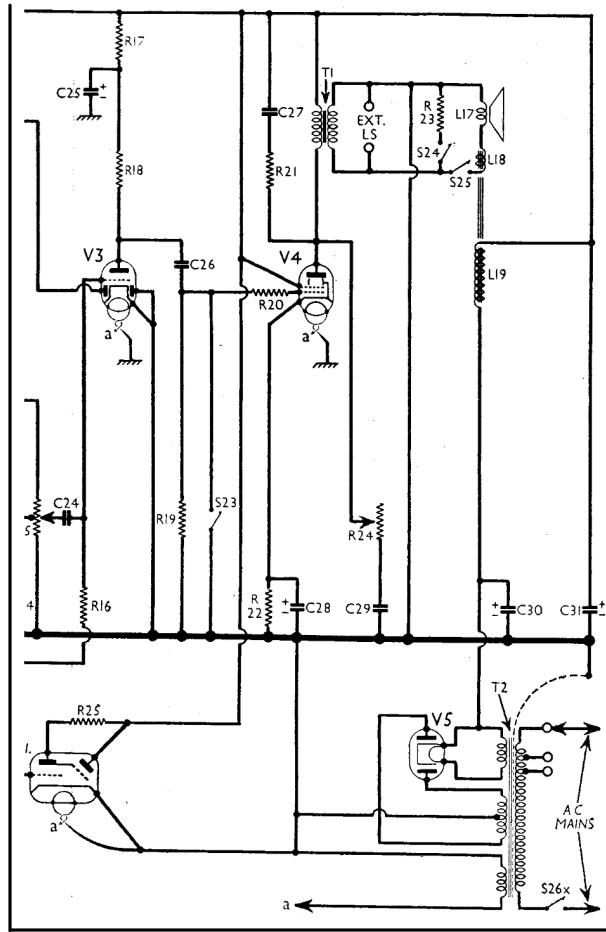 R17
C25
T1
C27
EXT.
LS
R
23
L17
S24
R18
R21
S25
L18
V3
C26
V4
L19
R20
a
a
C24
5
R19
S23
R24
4
R16
R
22
C28
C29
C30
C31
R25
V5
T2
1.
a
AC
MAINS
S26x
a